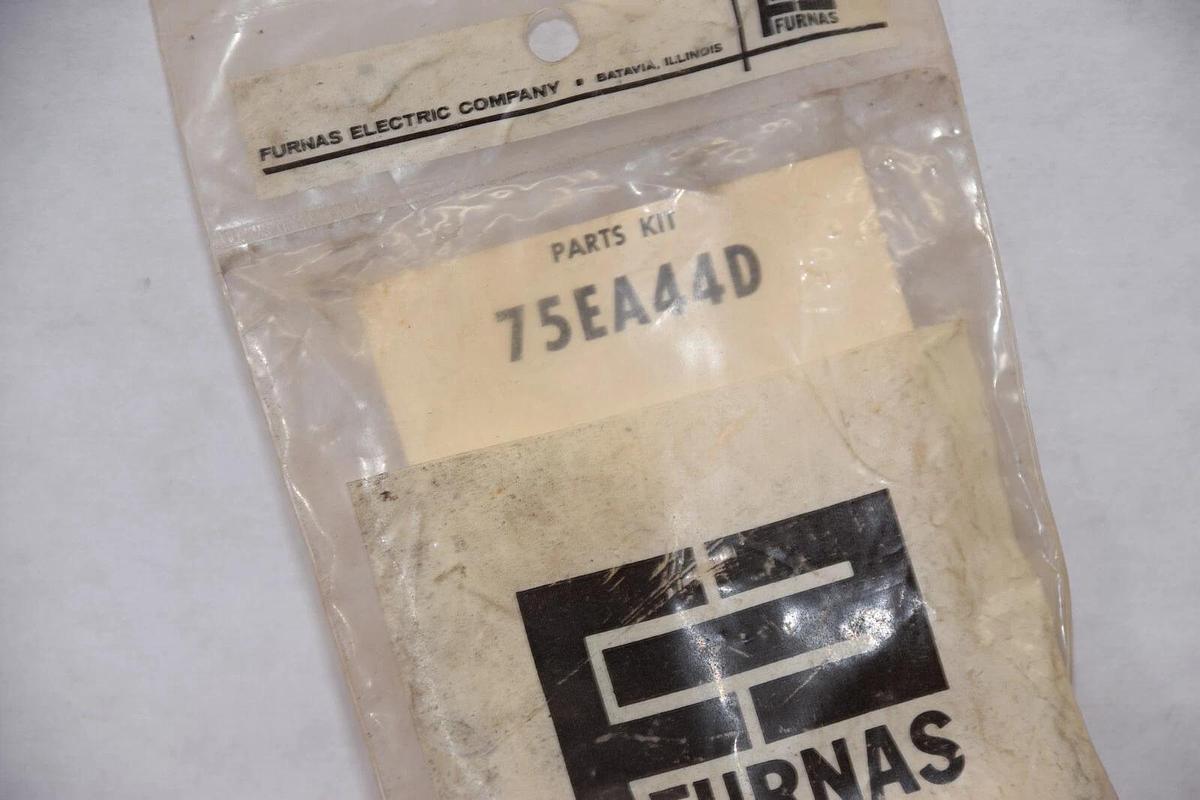 FURNAS
FURNAS ELECTRIC COMPANY • BATAVIA, ILLINOIS
PARTS KIT
75EA44D
FURNAS